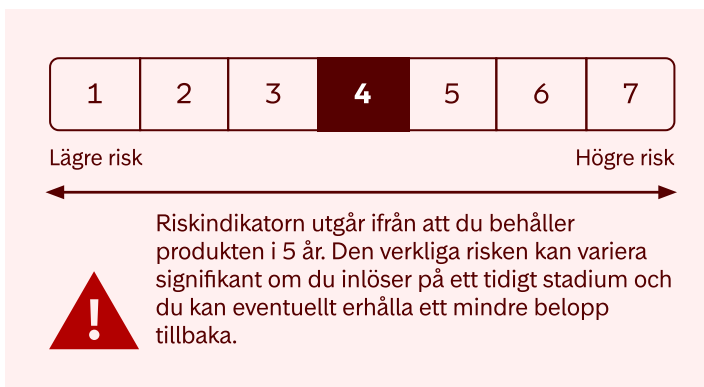 1 2 3 4 5 6 7
Lägre risk Högre risk
Riskindikatorn utgår ifrån att du behåller
produkten i 5 år. Den verkliga risken kan variera
signifikant om du inlöser på ett tidigt stadium och
du kan eventuellt erhålla ett mindre belopp
tillbaka.
!